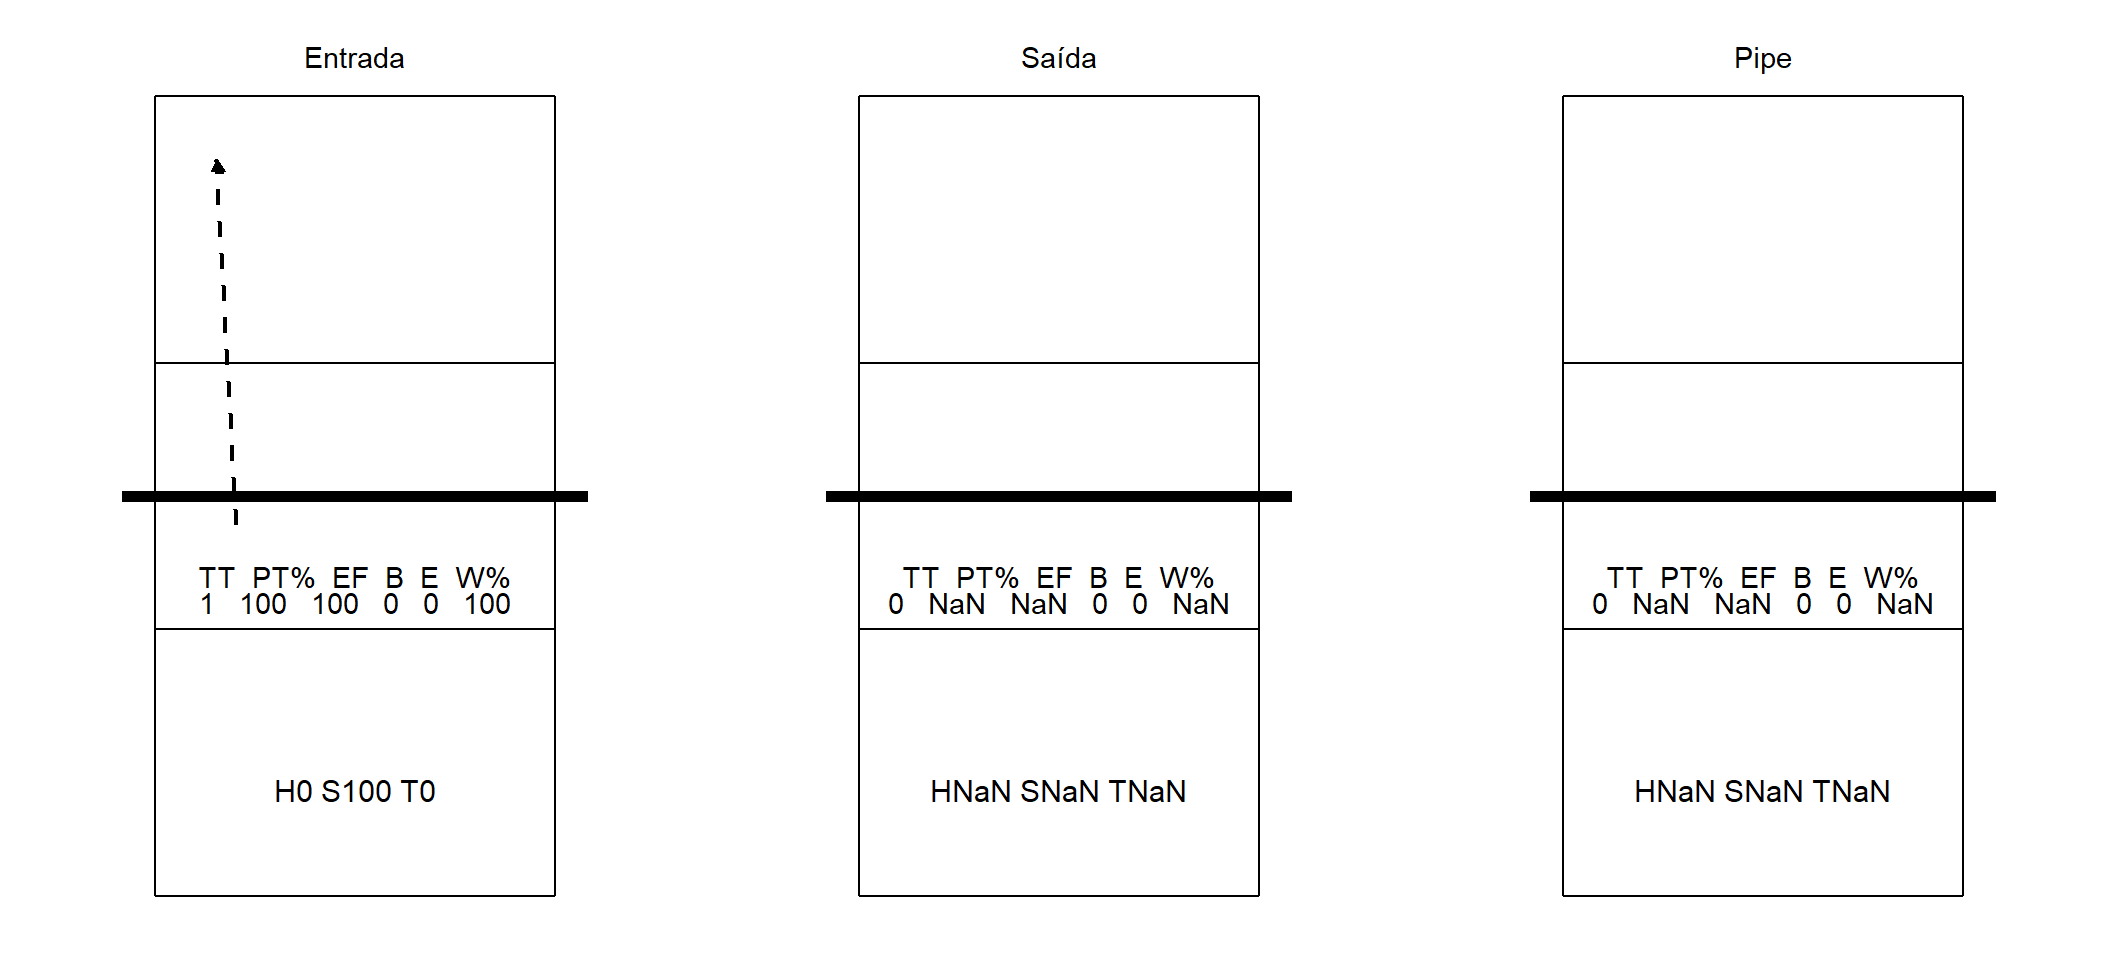 Entrada
TT PT% EF B E W%
1 100 100 0 0 100
H0 S100 T0
Saída
TT PT% EF B E W%
0 NaN NaN 0 0 NaN
HNaN SNaN TNaN
Pipe
TT PT% EF B E W%
0 NaN NaN 0 0 NaN
HNaN SNaN TNaN